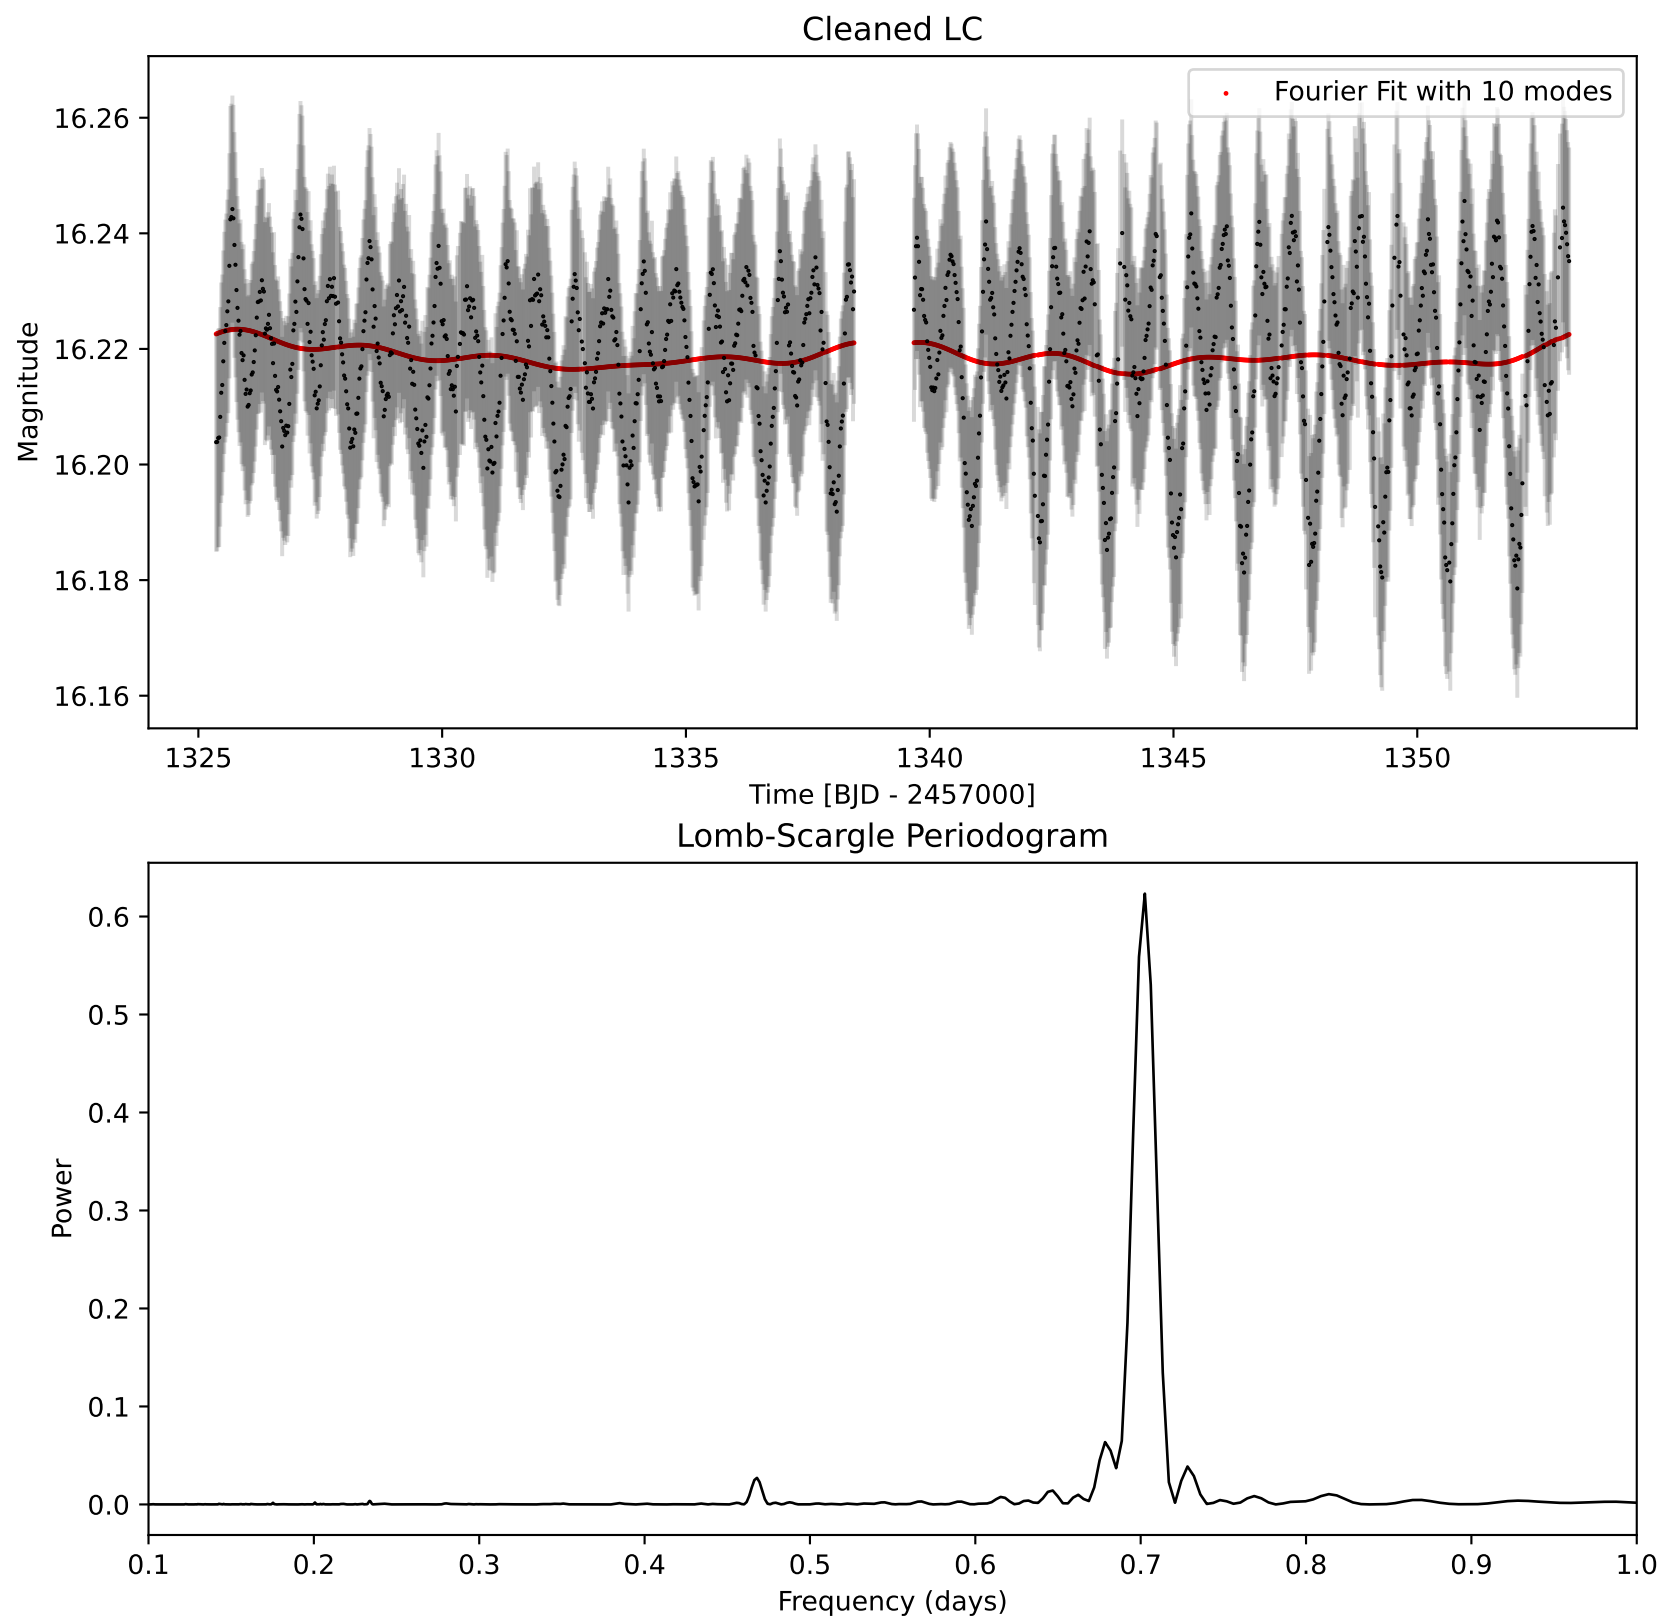 Cleaned LC
Fourier Fit with 10 modes
16.26
16.24
16.22
16.20
16.18
16.16
Magnitude
1325 1330 1335 1340 1345 1350
Time [BJD - 2457000]
Lomb-Scargle Periodogram
0.6
0.5
0.4
0.3
0.2
0.1
0.0
Power
0.1 0.2 0.3 0.4 0.5 0.6 0.7 0.8 0.9 1.0
Frequency (days)